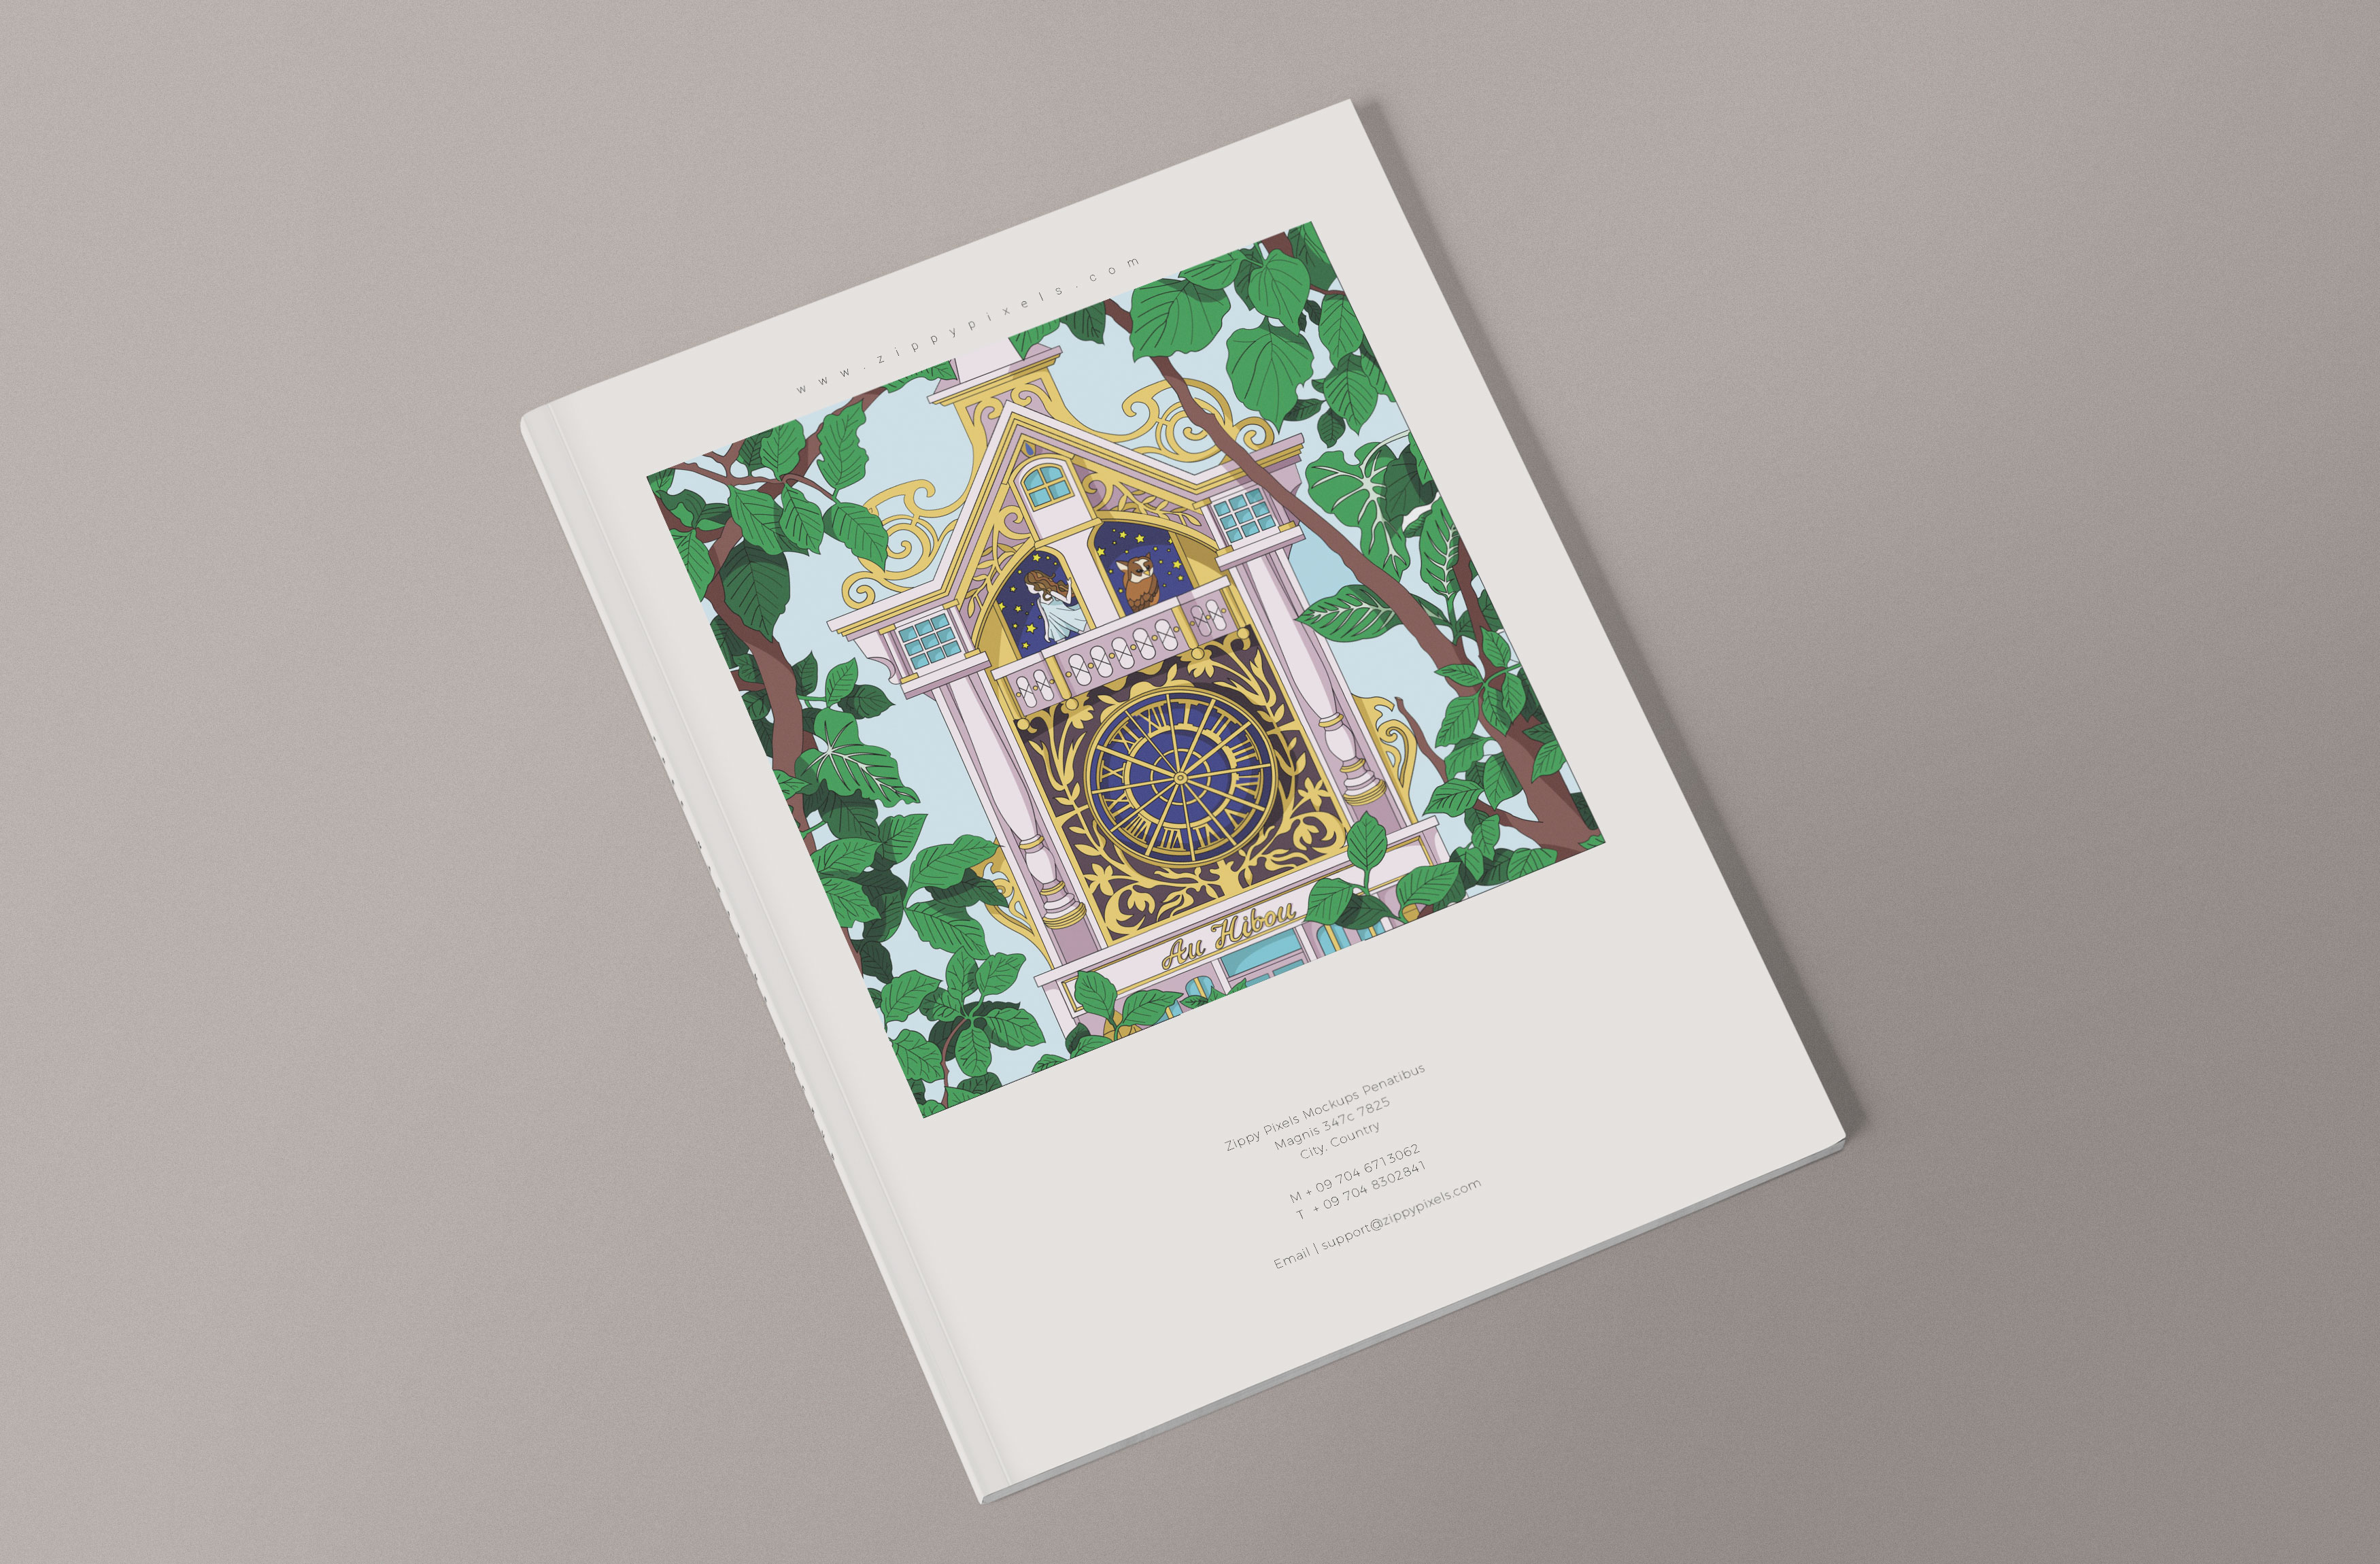 www.zippypixels.com
Au Hibou
Zippy Pixels Mockups Penatibus
Magnis 347c 7825
City, Country
M + 09 704 6713062
T + 09 704 8302841
Email | support@zippypixels.com